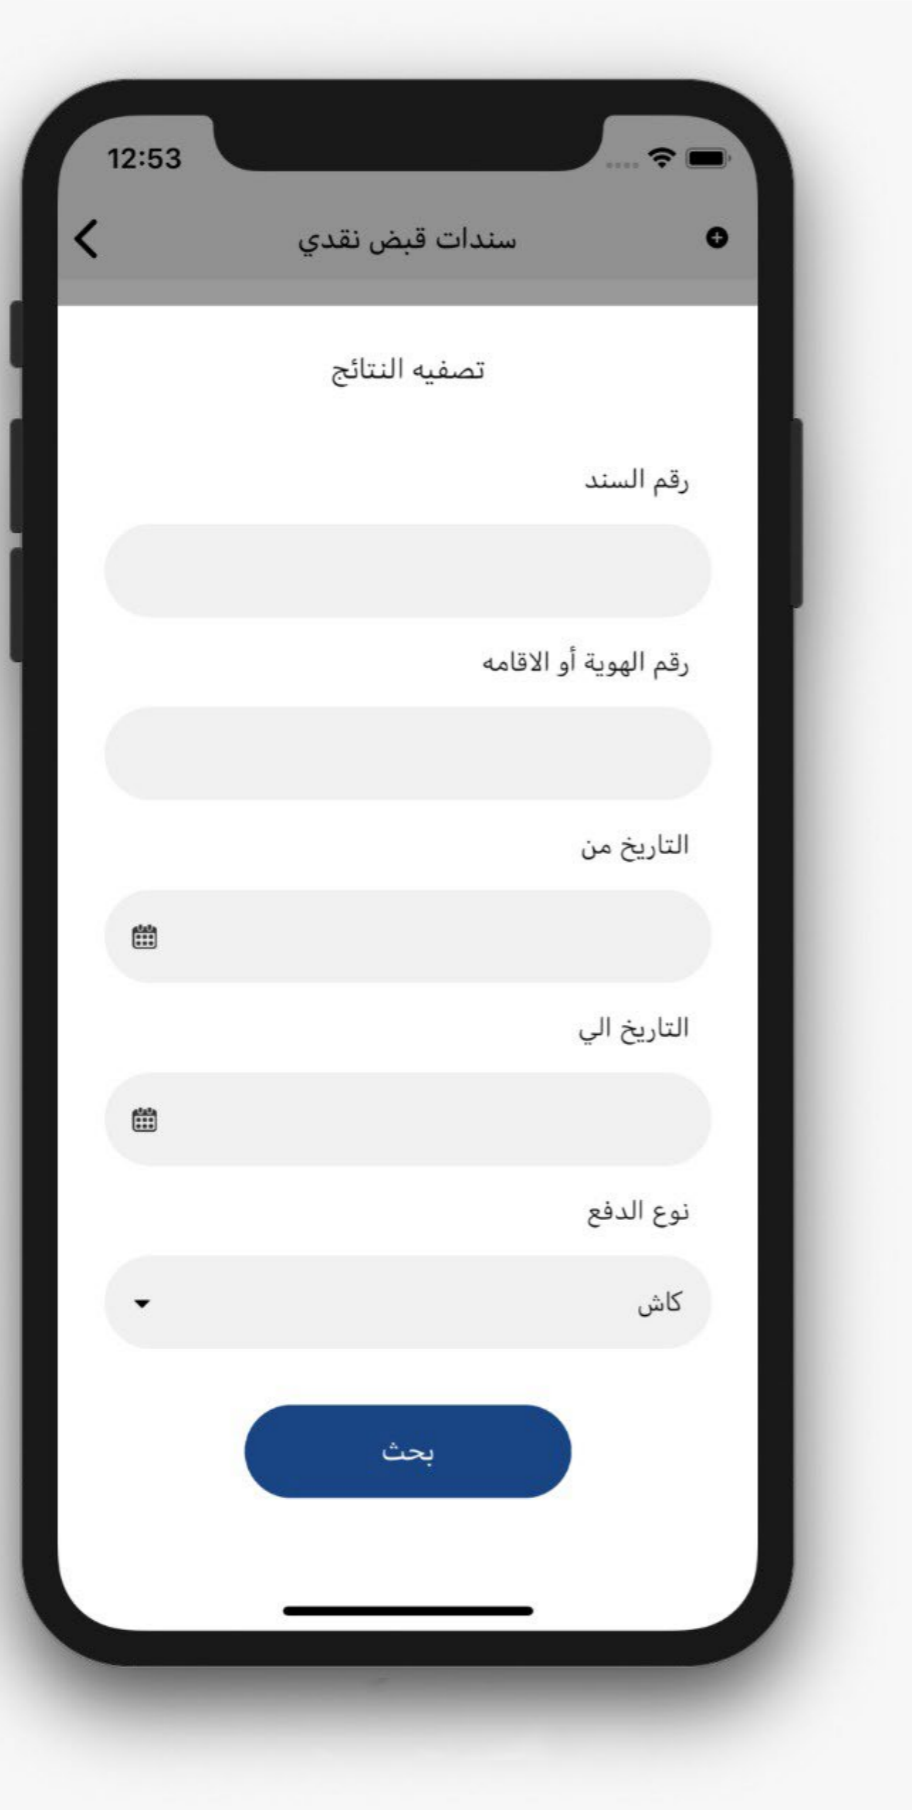 12:53
سندات قبض نقدي
تصفيه النتائج
رقم السند
رقم الهوية أو الاقامه
التاريخ من
التاريخ الي
نوع الدفع
كاش
بحث